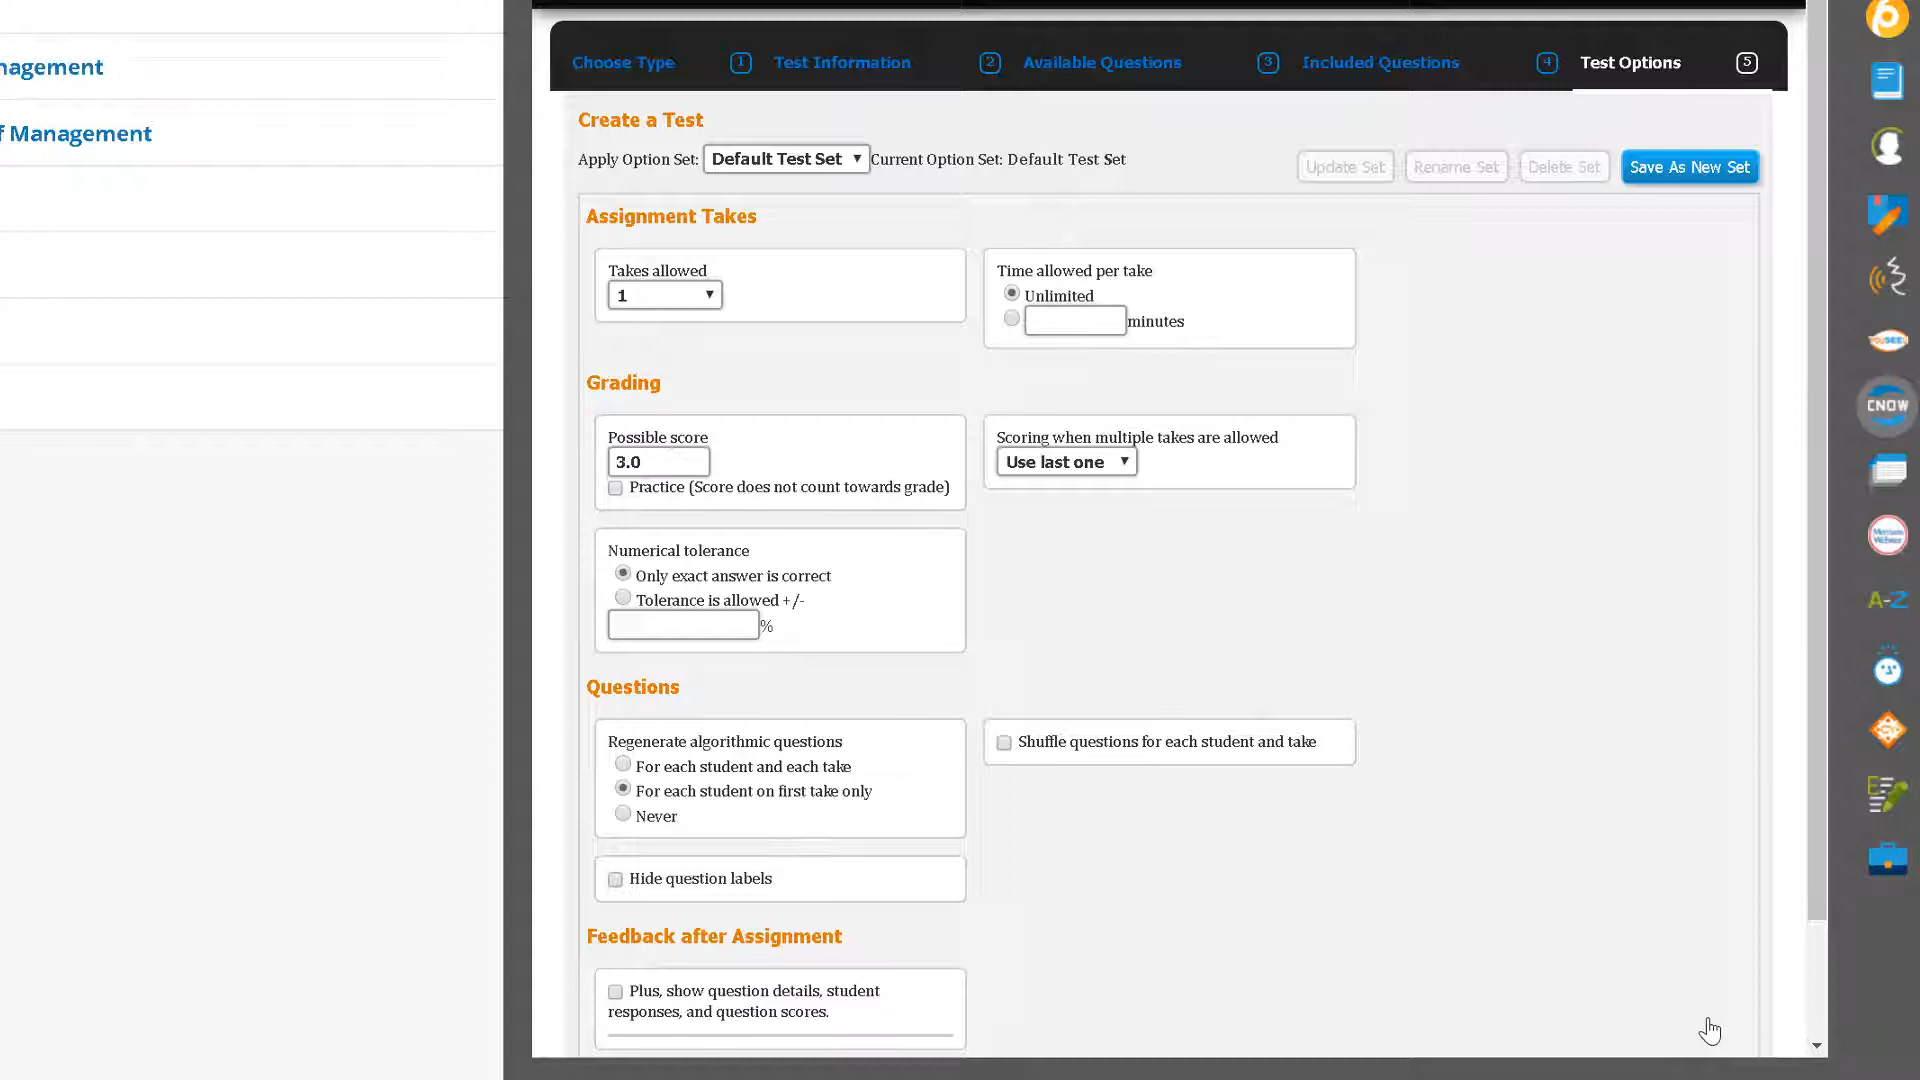 nagement
f Management
Choose Type 1 Test Information 2 Available Questions 3 Included Questions 4 Test Options 5
Create a Test
Apply Option Set: Default Test Set Current Option Set: Default Test Set
Update Set Rename Set Delete Set Save As New Set
Assignment Takes
Takes allowed
1
Time allowed per take
Unlimited
minutes
Grading
Possible score
3.0
Practice (Score does not count towards grade)
Scoring when multiple takes are allowed
Use last one
Numerical tolerance
Only exact answer is correct
Tolerance is allowed +/-
%
Questions
Regenerate algorithmic questions
For each student and each take
For each student on first take only
Never
Shuffle questions for each student and take
Hide question labels
Feedback after Assignment
Plus, show question details, student
responses, and question scores.
CNOW
Merriam
Webster
A-Z